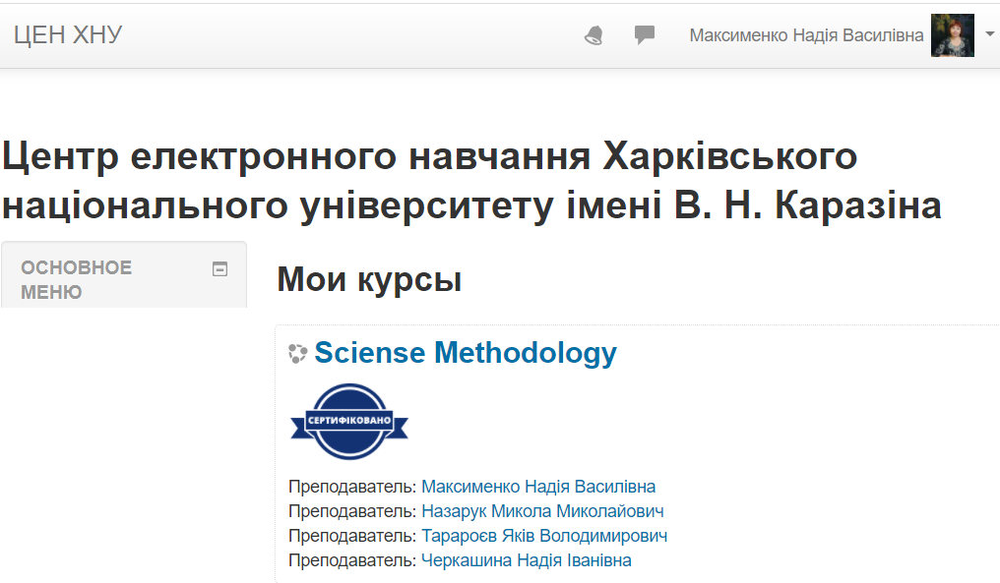 ЦЕН ХНУ
Максименко Надія Василівна
Центр електронного навчання Харківського
національного університету імені В. Н. Каразіна
ОСНОВНОЕ
МЕНЮ
Мои курсы
Sciense Methodology
СЕРТИФІКОВАНО
Преподаватель: Максименко Надія Василівна
Преподаватель: Назарук Микола Миколайович
Преподаватель: Тарароєв Яків Володимирович
Преподаватель: Черкашина Надія Іванівна